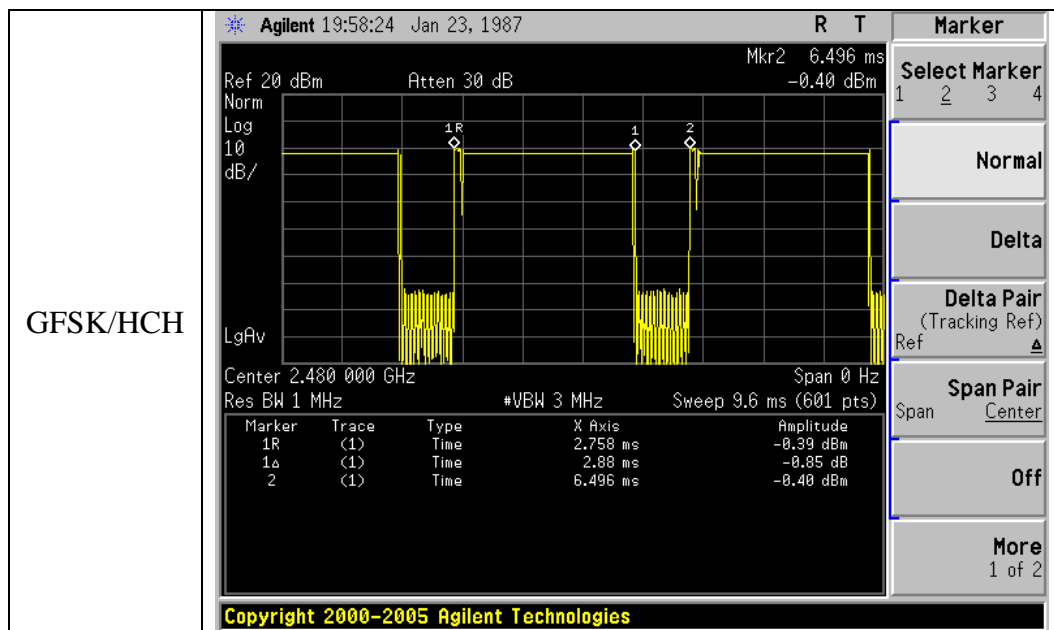 GFSK/HCH
Agilent 19:58:24 Jan 23, 1987 R T
Mkr2 6.496 ms
Ref 20 dBm Atten 30 dB -0.40 dBm
Norm
Log
10
dB/
1R 1 2
LgAv
Center 2.480 000 GHz Span 0 Hz
Res BW 1 MHz #VBW 3 MHz Sweep 9.6 ms (601 pts)
Marker Trace Type X Axis Amplitude
1R (1) Time 2.758 ms -0.39 dBm
1Δ (1) Time 2.88 ms -0.85 dB
2 (1) Time 6.496 ms -0.40 dBm
Copyright 2000-2005 Agilent Technologies
Marker
Select Marker
1 2 3 4
Normal
Delta
Delta Pair
(Tracking Ref)
Ref Δ
Span Pair
Span Center
Off
More
1 of 2